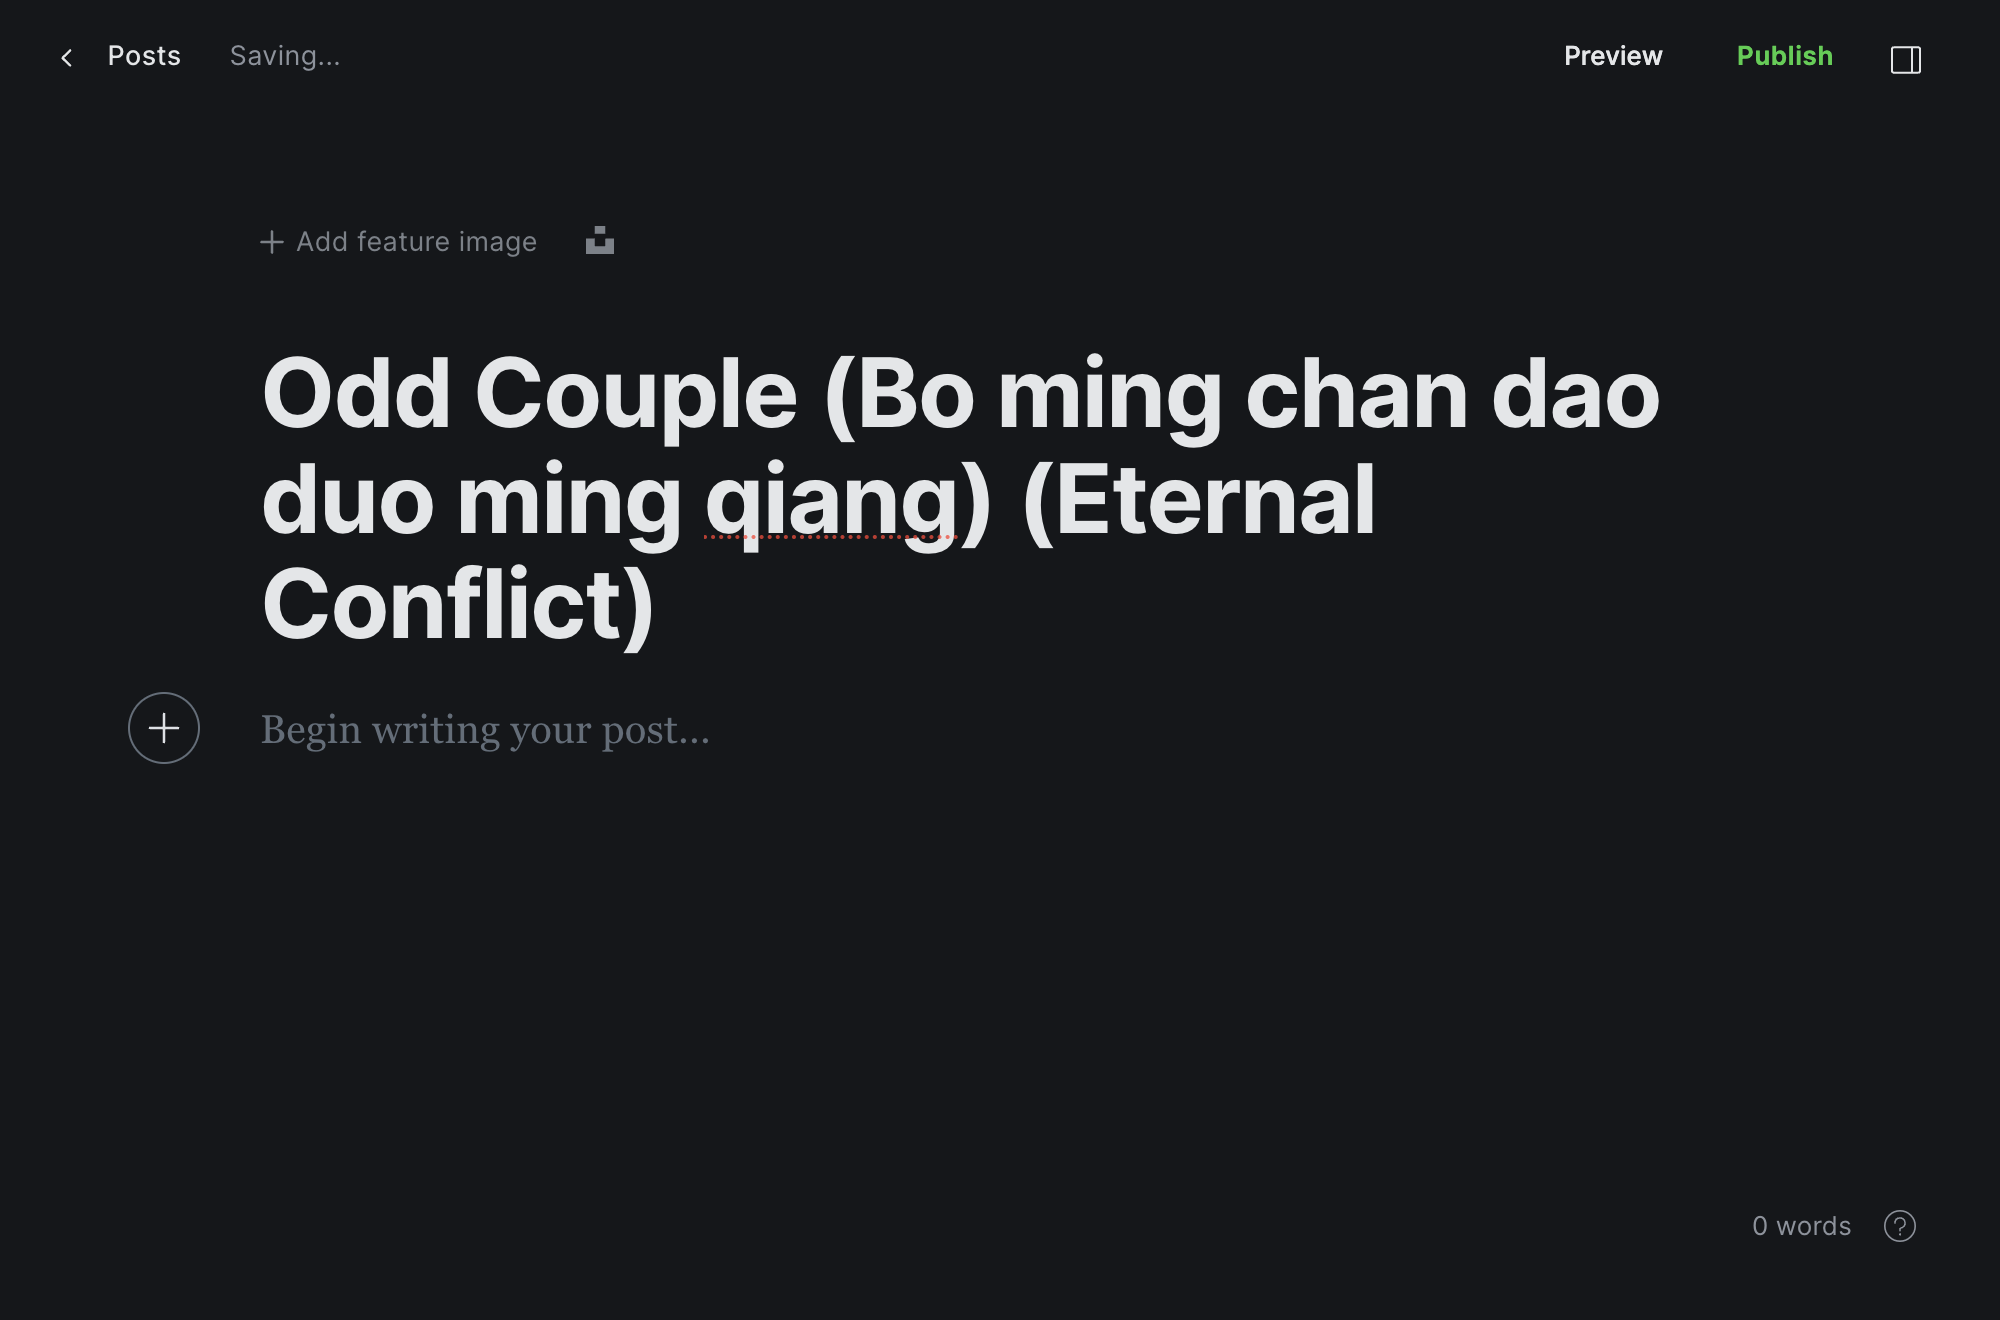 Posts
Saving...
Preview
Publish
Add feature image
Odd Couple (Bo ming chan dao
duo ming qiang) (Eternal
Conflict)
Begin writing your post...
0 words
?